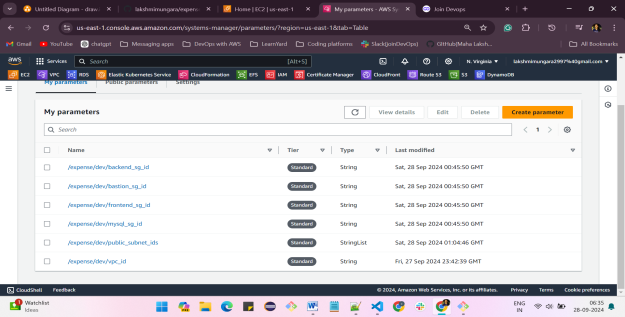 Untitled Diagram - draw.
lakshmimungara/expen
Home | EC2 | us-east-1
My parameters - AWS Sy
Join Devops
us-east-1.console.aws.amazon.com/systems-manager/parameters/?region=us-east-1&tab=Table
Gmail YouTube chatgpt Messaging apps DevOps with AWS LearnYard Coding platforms Slack(joinDevOps) GitHub(Maha Laksh... All Bookmarks
aws Services Search [Alt+S] N. Virginia lakshmimungara2997%40gmail.com
EC2 VPC RDS Elastic Kubernetes Service CloudFormation EFS IAM Certificate Manager CloudFront Route 53 S3 DynamoDB
My parameters Public parameters Settings
My parameters View details Edit Delete Create parameter
Search 1
Name Tier Type Last modified
/expense/dev/backend_sg_id Standard String Sat, 28 Sep 2024 00:45:50 GMT
/expense/dev/bastion_sg_id Standard String Sat, 28 Sep 2024 00:45:50 GMT
/expense/dev/frontend_sg_id Standard String Sat, 28 Sep 2024 00:45:50 GMT
/expense/dev/mysql_sg_id Standard String Sat, 28 Sep 2024 00:45:50 GMT
/expense/dev/public_subnet_ids Standard StringList Sat, 28 Sep 2024 01:04:46 GMT
/expense/dev/vpc_id Standard String Fri, 27 Sep 2024 23:42:39 GMT
CloudShell Feedback © 2024, Amazon Web Services, Inc. or its affiliates. Privacy Terms Cookie preferences
Watchlist
Ideas
ENG
IN
06:35
28-09-2024